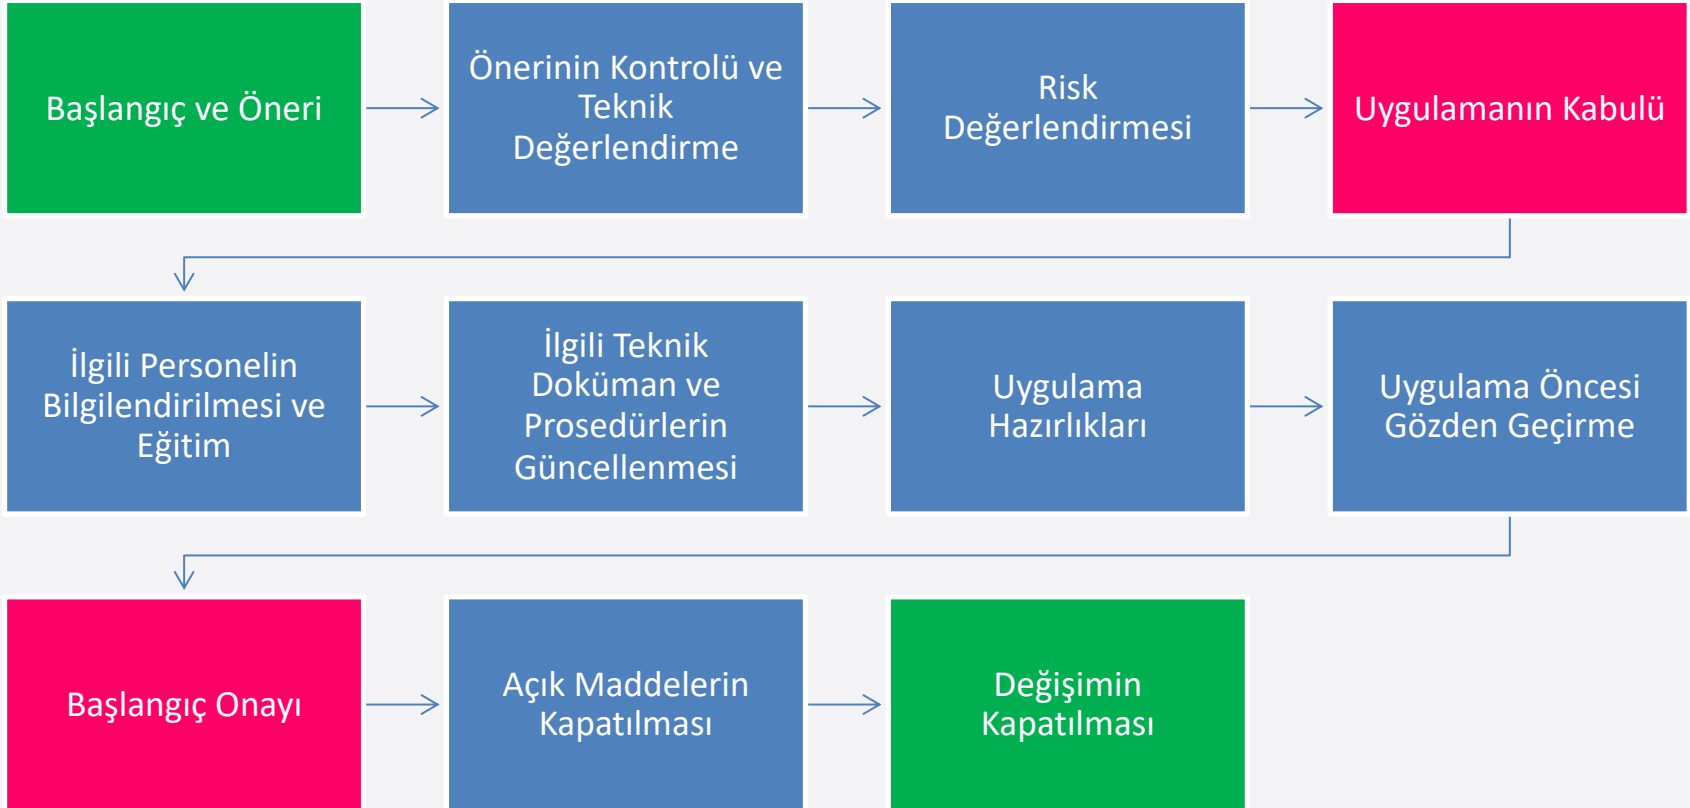 Başlangıç ve Öneri
Önerinin Kontrolü ve
Teknik
Değerlendirme
Risk
Değerlendirmesi
Uygulamanın Kabulü
İlgili Personelin
Bilgilendirilmesi ve
Eğitim
İlgili Teknik
Doküman ve
Prosedürlerin
Güncellenmesi
Uygulama
Hazırlıkları
Uygulama Öncesi
Gözden Geçirme
Başlangıç Onayı
Açık Maddelerin
Kapatılması
Değişimin
Kapatılması